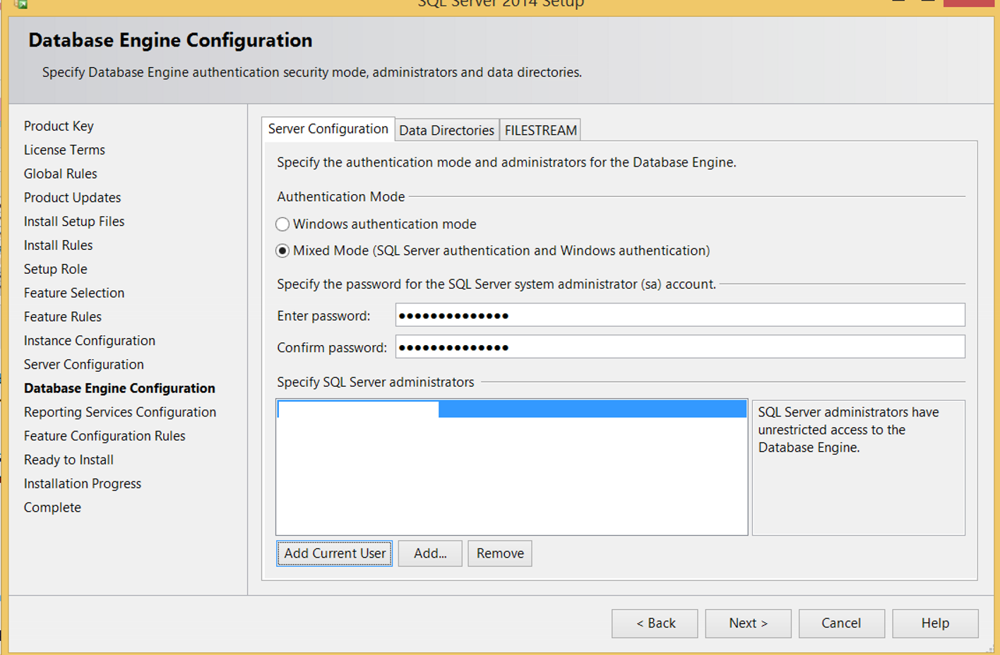 SQL Server 2014 Setup
Database Engine Configuration
Specify Database Engine authentication security mode, administrators and data directories.
Product Key
License Terms
Global Rules
Product Updates
Install Setup Files
Install Rules
Setup Role
Feature Selection
Feature Rules
Instance Configuration
Server Configuration
Database Engine Configuration
Reporting Services Configuration
Feature Configuration Rules
Ready to Install
Installation Progress
Complete
Server Configuration
Data Directories
FILESTREAM
Specify the authentication mode and administrators for the Database Engine.
Authentication Mode
Windows authentication mode
Mixed Mode (SQL Server authentication and Windows authentication)
Specify the password for the SQL Server system administrator (sa) account.
Enter password: ●●●●●●●●●●●●●●
Confirm password: ●●●●●●●●●●●●●●
Specify SQL Server administrators
SQL Server administrators have
unrestricted access to the
Database Engine.
Add Current User
Add...
Remove
< Back
Next >
Cancel
Help